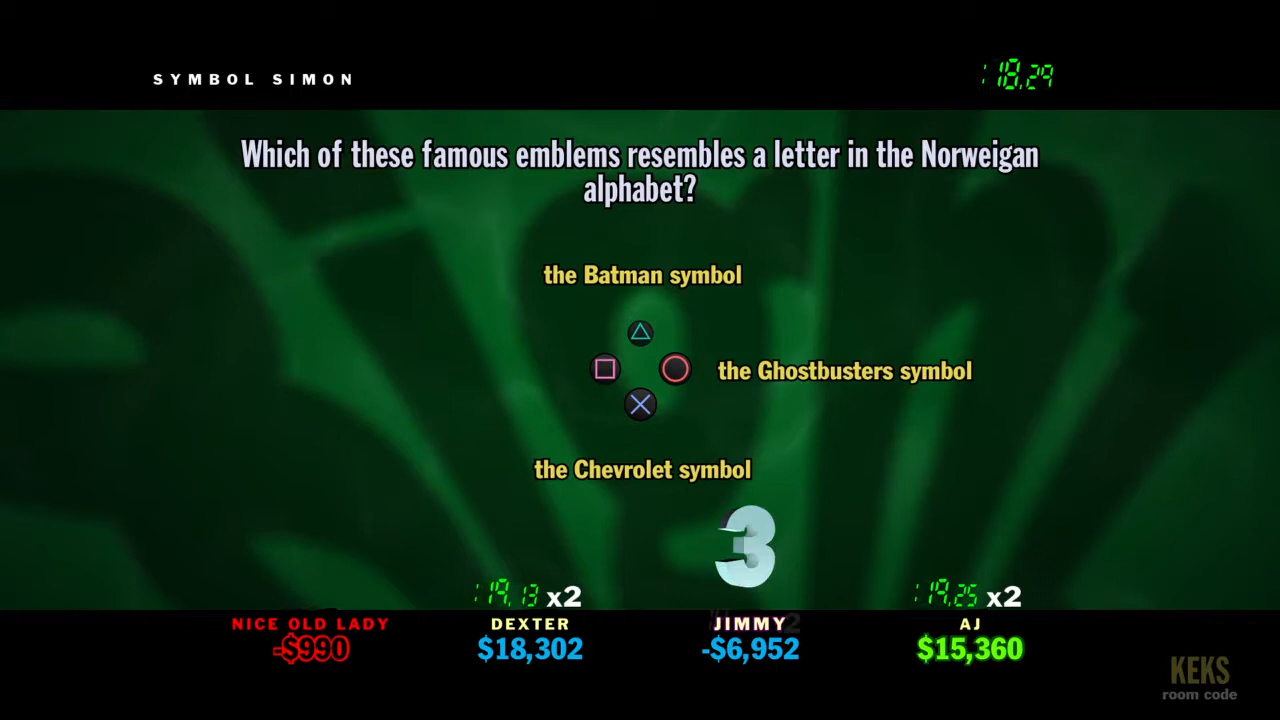 SYMBOL SIMON
:18.29
Which of these famous emblems resembles a letter in the Norweigan
alphabet?
the Batman symbol
the Ghostbusters symbol
the Chevrolet symbol
3
:19.13 x2
:19.25 x2
NICE OLD LADY
DEXTER
JIMMY
AJ
-$990
$18,302
-$6,952
$15,360
KEKS
room code